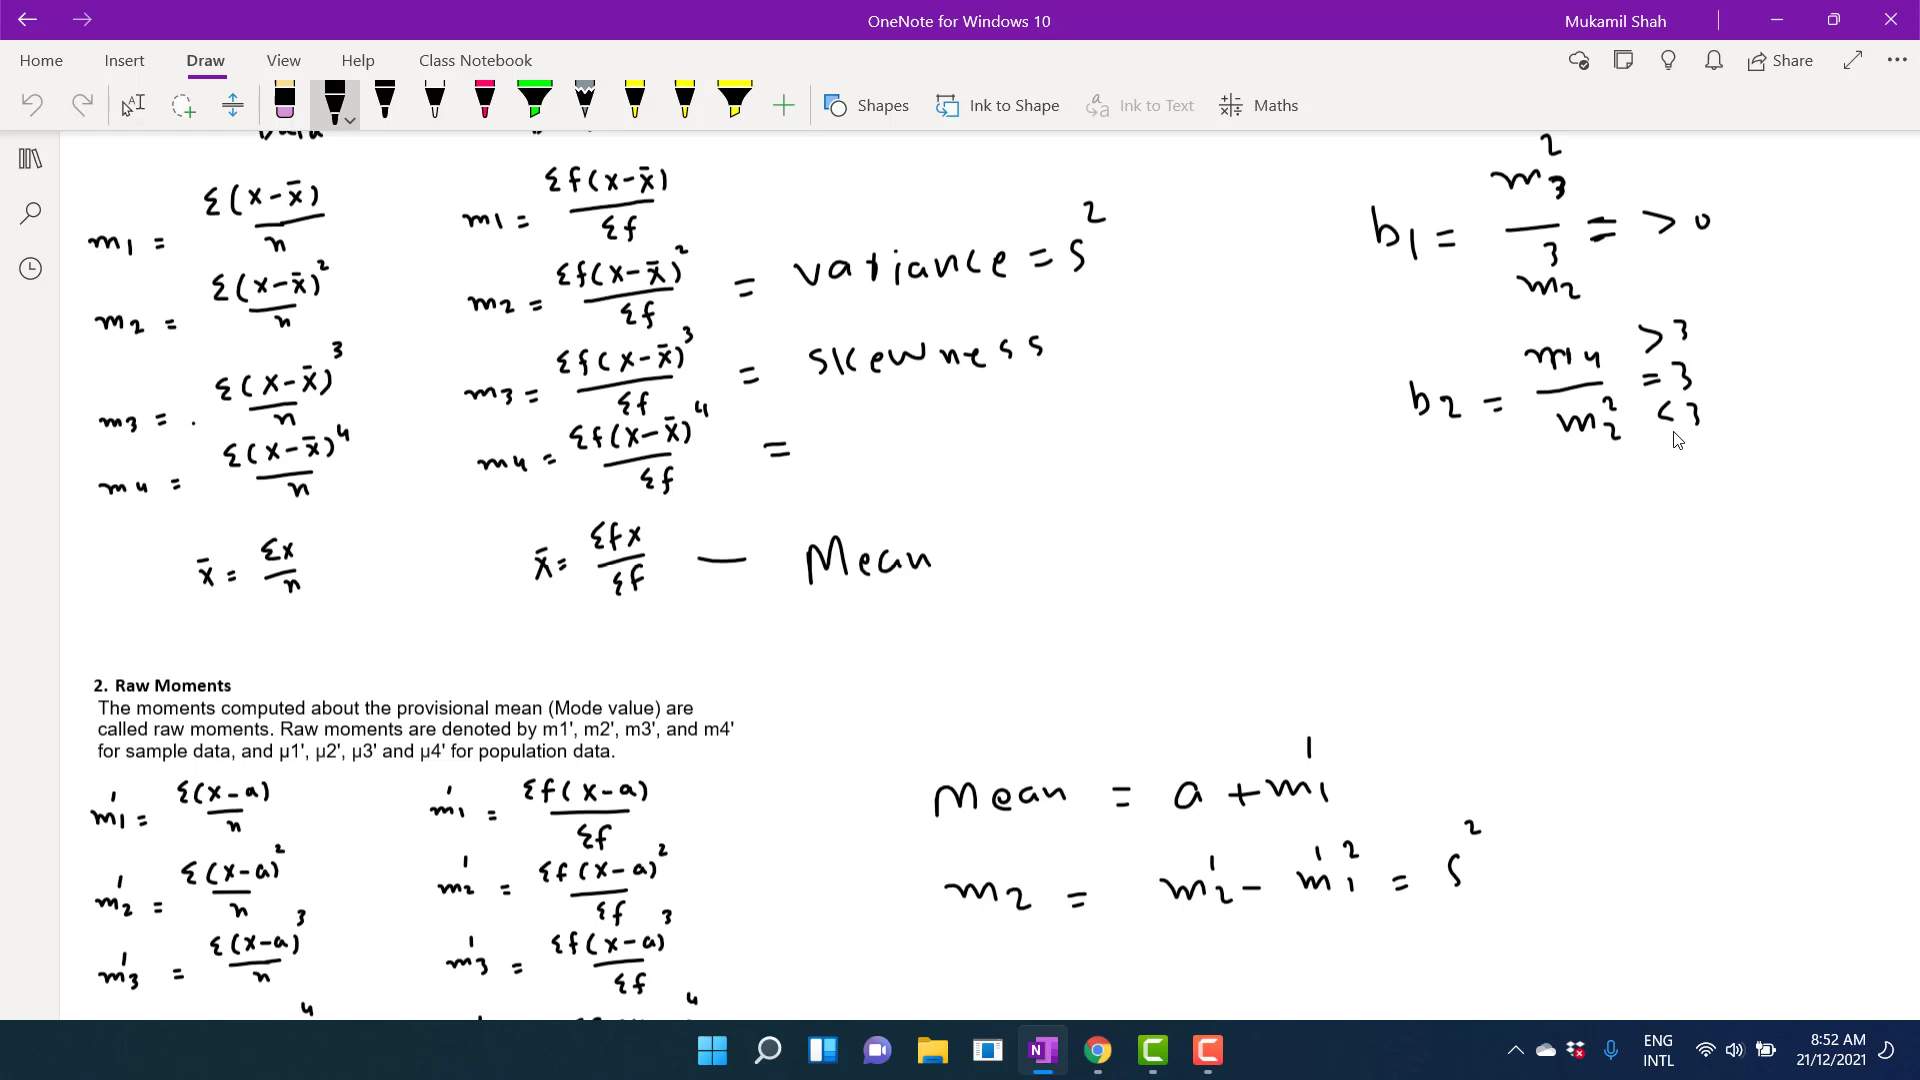 OneNote for Windows 10
Mukamil Shah
Home Insert Draw View Help Class Notebook
Share
Shapes Ink to Shape Ink to Text Maths
m1 = Σ(x-x̄)/n
m1 = Σf(x-x̄)/Σf
m2 = Σ(x-x̄)²/n
m2 = Σf(x-x̄)²/Σf = variance = s²
m3 = Σ(x-x̄)³/n
m3 = Σf(x-x̄)³/Σf = skewness
m4 = Σ(x-x̄)⁴/n
m4 = Σf(x-x̄)⁴/Σf =
x̄ = Σx/n
x̄ = Σfx/Σf — Mean
b1 = m3²/m2³ = > 0
b2 = m4/m2² >3
=3
<3
2. Raw Moments
The moments computed about the provisional mean (Mode value) are
called raw moments. Raw moments are denoted by m1', m2', m3', and m4'
for sample data, and µ1', µ2', µ3' and µ4' for population data.
m1' = Σ(x-a)/n
m1' = Σf(x-a)/Σf
m2' = Σ(x-a)²/n
m2' = Σf(x-a)²/Σf
m3' = Σ(x-a)³/n
m3' = Σf(x-a)³/Σf
4
4
Mean = a + m1'
m2 = m2' - m1'² = s²
ENG
INTL
8:52 AM
21/12/2021